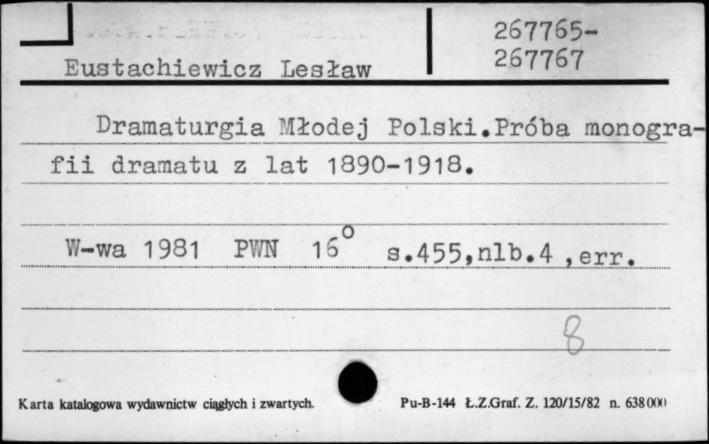 267765-
267767
Eustachiewicz Lesław
Dramaturgia Młodej Polski.Próba monogra-
fii dramatu z lat 1890-1918.
W-wa 1981 PWN 16° s.455,nlb.4 ,err.
8
Karta katalogowa wydawnictw ciągłych i zwartych. Pu-B-144 Ł.Z.Graf. Z. 120/15/82 n. 638000